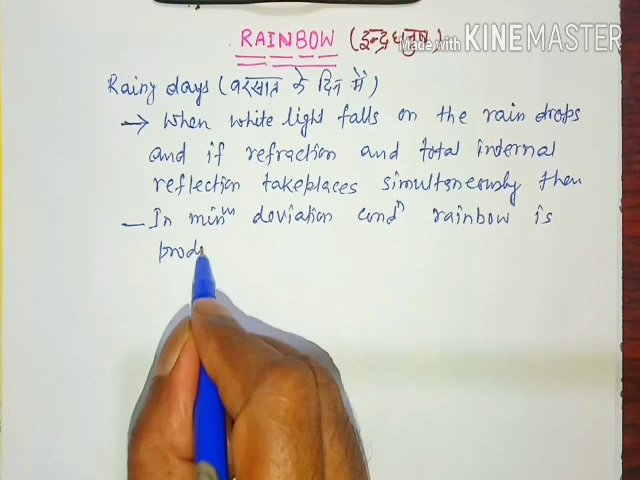 RAINBOW (इन्द्रधनुष)
Made with KINEMASTER
Rainy days (बरसात के दिन में)
→ When white light falls on the rain drops
and if refraction and total internal
reflection takeplaces simultoneously then
– In minᵐ deviation condⁿ rainbow is
prod